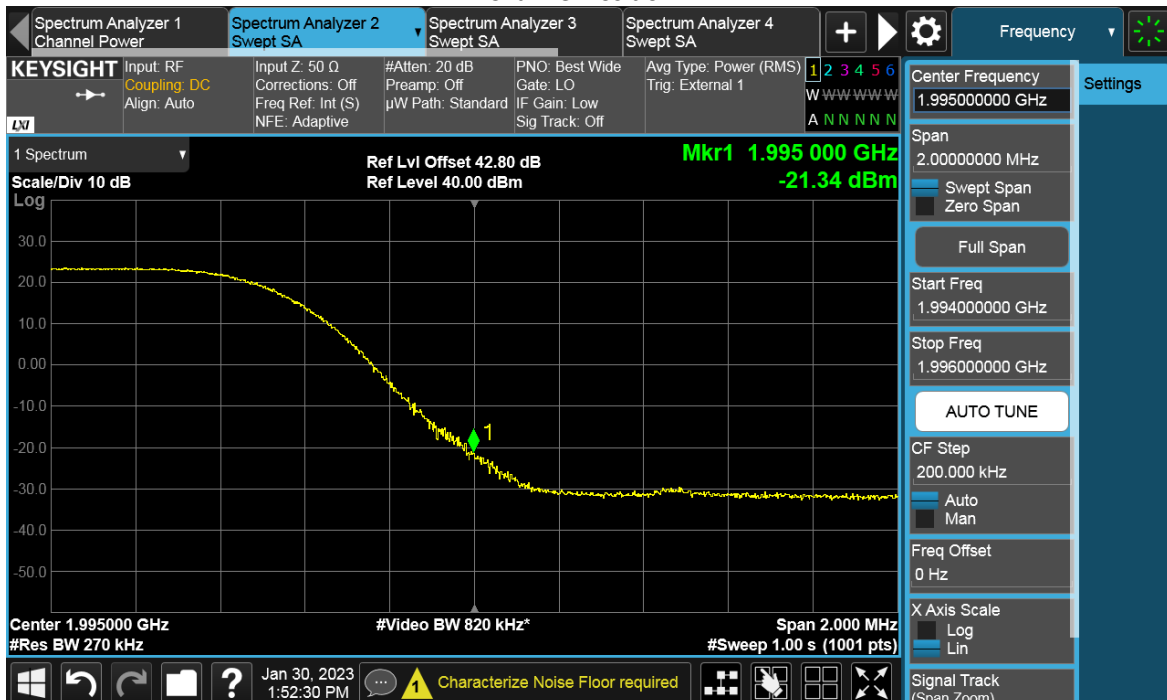 Spectrum Analyzer 1
Channel Power
Spectrum Analyzer 2
Swept SA
Spectrum Analyzer 3
Swept SA
Spectrum Analyzer 4
Swept SA
Frequency
KEYSIGHT
Input: RF
Coupling: DC
Align: Auto
LXI
Input Z: 50 Ω
Corrections: Off
Freq Ref: Int (S)
NFE: Adaptive
#Atten: 20 dB
Preamp: Off
µW Path: Standard
PNO: Best Wide
Gate: LO
IF Gain: Low
Sig Track: Off
Avg Type: Power (RMS)
Trig: External 1
1 2 3 4 5 6
W W W W W W
A N N N N N
1 Spectrum
Scale/Div 10 dB
Log
Ref Lvl Offset 42.80 dB
Ref Level 40.00 dBm
Mkr1 1.995 000 GHz
-21.34 dBm
30.0
20.0
10.0
0.00
-10.0
-20.0
-30.0
-40.0
-50.0
1
Center 1.995000 GHz
#Res BW 270 kHz
#Video BW 820 kHz*
Span 2.000 MHz
#Sweep 1.00 s (1001 pts)
Jan 30, 2023
1:52:30 PM
Characterize Noise Floor required
Center Frequency
1.995000000 GHz
Span
2.00000000 MHz
Swept Span
Zero Span
Full Span
Start Freq
1.994000000 GHz
Stop Freq
1.996000000 GHz
AUTO TUNE
CF Step
200.000 kHz
Auto
Man
Freq Offset
0 Hz
X Axis Scale
Log
Lin
Signal Track
(Span Zoom)
Settings